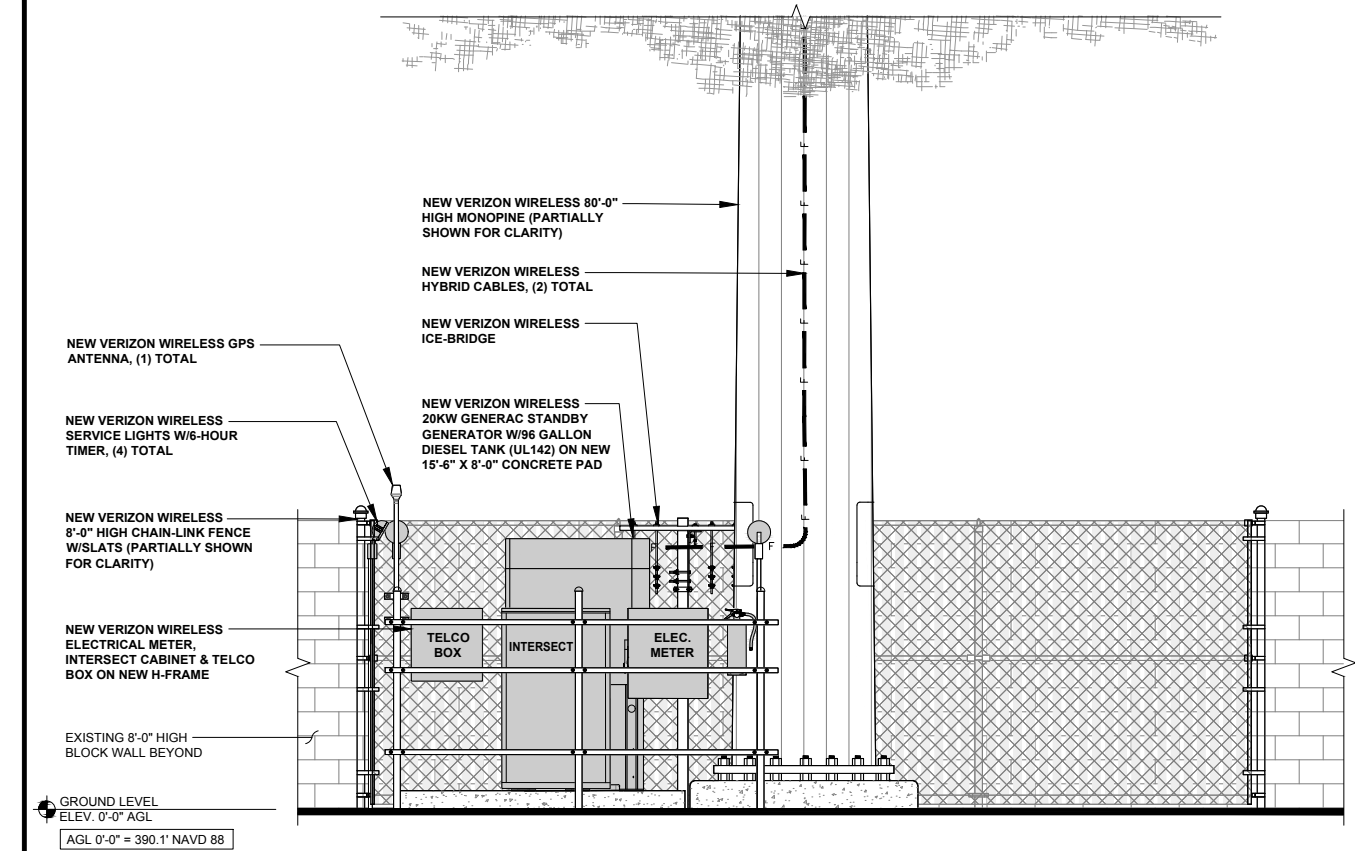 NEW VERIZON WIRELESS 80'-0"
HIGH MONOPINE (PARTIALLY
SHOWN FOR CLARITY)
NEW VERIZON WIRELESS
HYBRID CABLES, (2) TOTAL
NEW VERIZON WIRELESS
ICE-BRIDGE
NEW VERIZON WIRELESS GPS
ANTENNA, (1) TOTAL
NEW VERIZON WIRELESS
20KW GENERAC STANDBY
GENERATOR W/96 GALLON
DIESEL TANK (UL142) ON NEW
15'-6" X 8'-0" CONCRETE PAD
NEW VERIZON WIRELESS
SERVICE LIGHTS W/6-HOUR
TIMER, (4) TOTAL
NEW VERIZON WIRELESS
8'-0" HIGH CHAIN-LINK FENCE
W/SLATS (PARTIALLY SHOWN
FOR CLARITY)
NEW VERIZON WIRELESS
ELECTRICAL METER,
INTERSECT CABINET & TELCO
BOX ON NEW H-FRAME
TELCO
BOX
INTERSECT
ELEC.
METER
EXISTING 8'-0" HIGH
BLOCK WALL BEYOND
GROUND LEVEL
ELEV. 0'-0" AGL
AGL 0'-0" = 390.1' NAVD 88
F
F
F
F
F
F
F
F
F
F